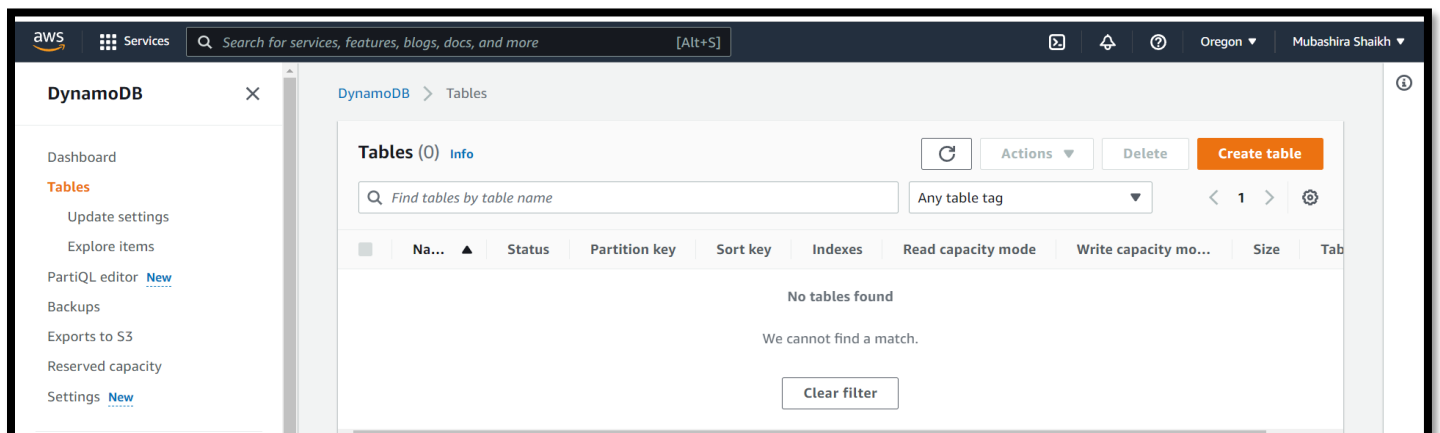 aws Services Search for services, features, blogs, docs, and more [Alt+S] Oregon ▼ Mubashira Shaikh ▼
DynamoDB
Dashboard
Tables
Update settings
Explore items
PartiQL editor New
Backups
Exports to S3
Reserved capacity
Settings New
DynamoDB > Tables
Tables (0) Info Actions ▼ Delete Create table
Find tables by table name Any table tag ▼ < 1 >
Na... ▲ Status Partition key Sort key Indexes Read capacity mode Write capacity mo... Size Tab
No tables found
We cannot find a match.
Clear filter